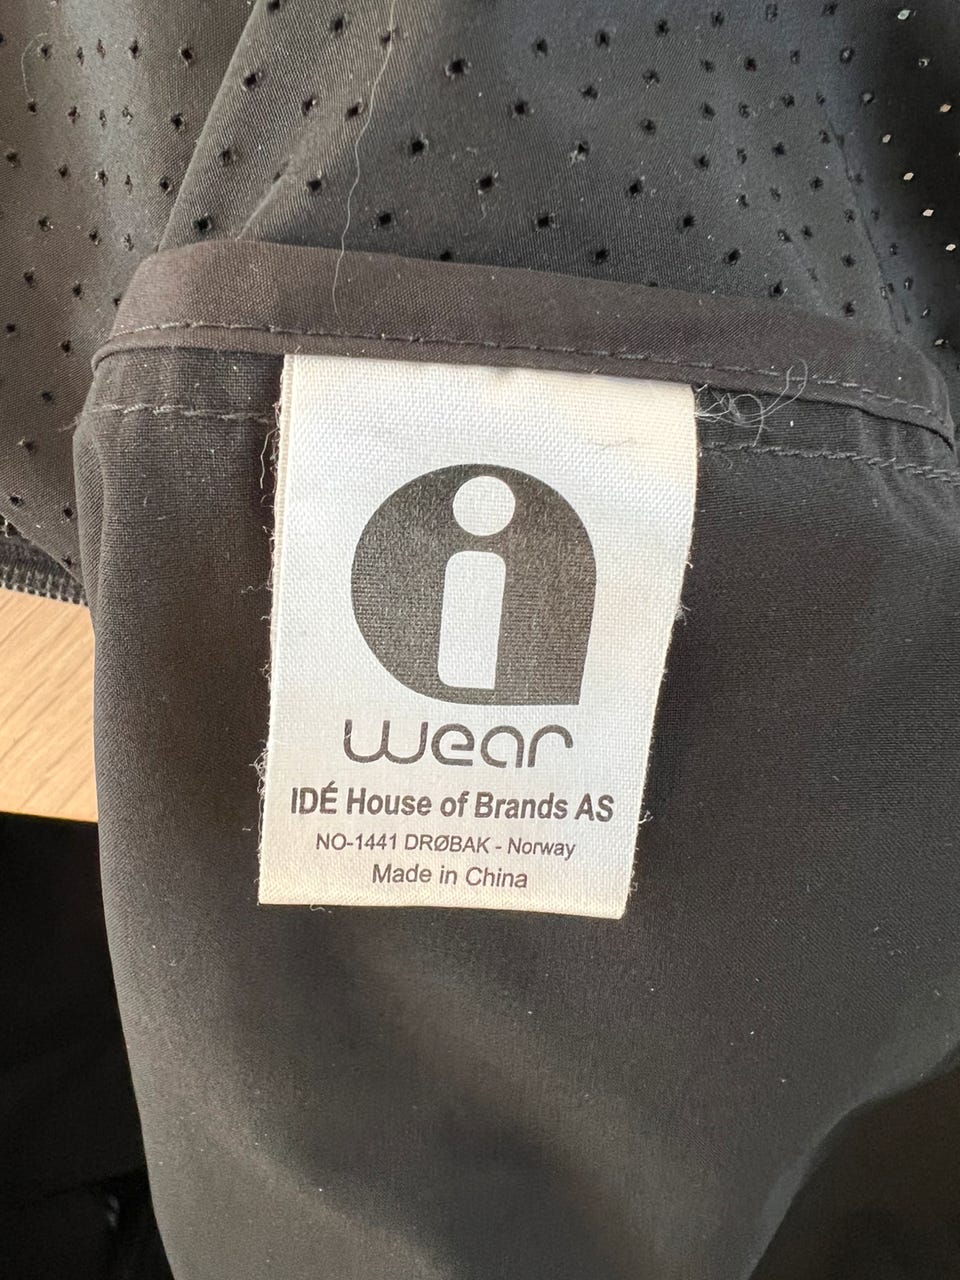 i
wear
IDÉ House of Brands AS
NO-1441 DRØBAK - Norway
Made in China